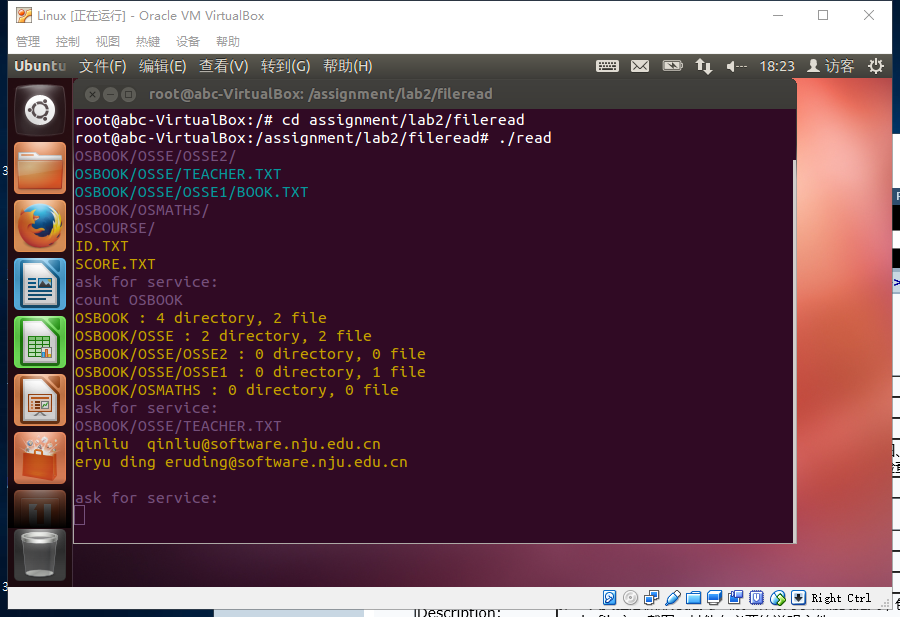 Linux [正在运行] - Oracle VM VirtualBox
管理 控制 视图 热键 设备 帮助
Ubuntu 文件(F) 编辑(E) 查看(V) 转到(G) 帮助(H) 18:23 访客
root@abc-VirtualBox: /assignment/lab2/fileread
root@abc-VirtualBox:/# cd assignment/lab2/fileread
root@abc-VirtualBox:/assignment/lab2/fileread# ./read
OSBOOK/OSSE/OSSE2/
OSBOOK/OSSE/TEACHER.TXT
OSBOOK/OSSE/OSSE1/BOOK.TXT
OSBOOK/OSMATHS/
OSCOURSE/
ID.TXT
SCORE.TXT
ask for service:
count OSBOOK
OSBOOK : 4 directory, 2 file
OSBOOK/OSSE : 2 directory, 2 file
OSBOOK/OSSE/OSSE2 : 0 directory, 0 file
OSBOOK/OSSE/OSSE1 : 0 directory, 1 file
OSBOOK/OSMATHS : 0 directory, 0 file
ask for service:
OSBOOK/OSSE/TEACHER.TXT
qinliu  qinliu@software.nju.edu.cn
eryu ding eruding@software.nju.edu.cn
ask for service:
Right Ctrl
Description: